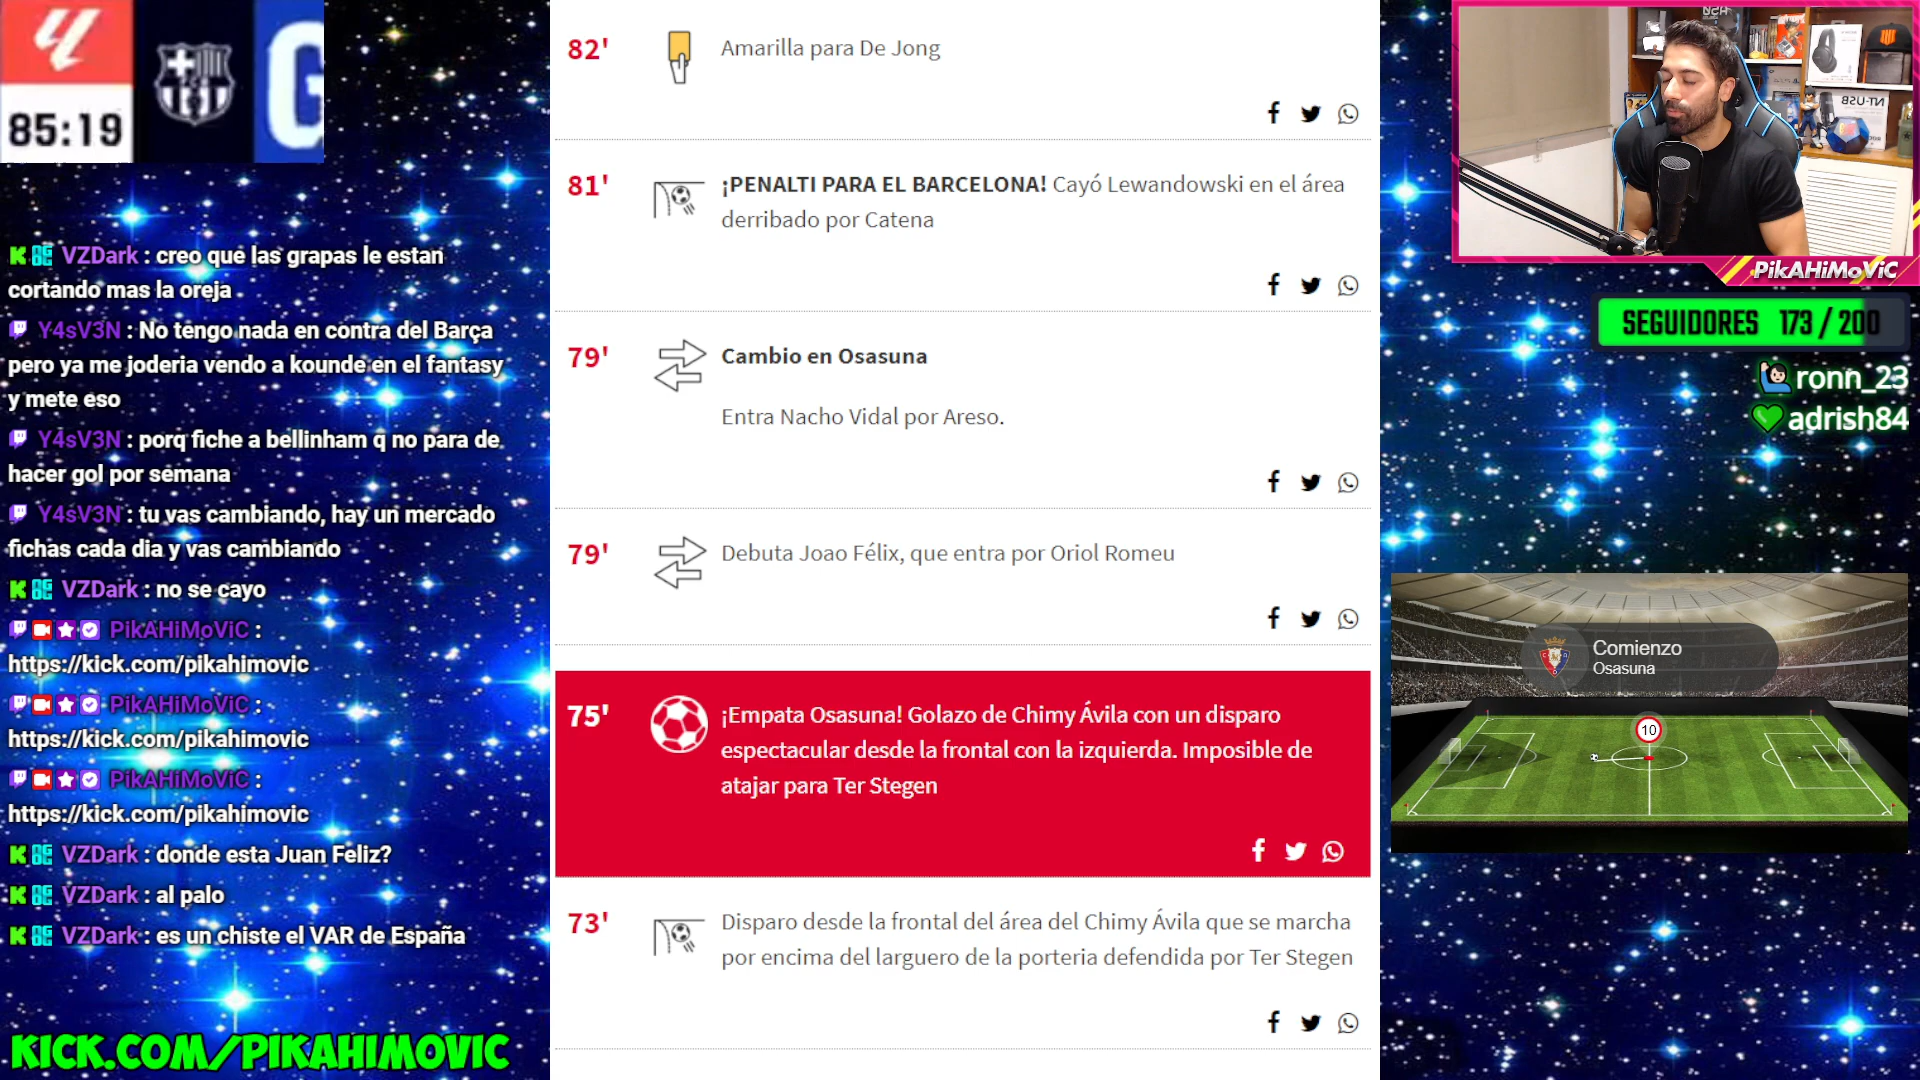 85:19
G
VZDark : creo que las grapas le estan
cortando mas la oreja
Y4sV3N : No tengo nada en contra del Barça
pero ya me joderia vendo a kounde en el fantasy
y mete eso
Y4sV3N : porq fiche a bellinham q no para de
hacer gol por semana
Y4sV3N : tu vas cambiando, hay un mercado
fichas cada dia y vas cambiando
VZDark : no se cayo
PikAHiMoViC :
https://kick.com/pikahimovic
PikAHiMoViC :
https://kick.com/pikahimovic
PikAHiMoViC :
https://kick.com/pikahimovic
VZDark : donde esta Juan Feliz?
VZDark : al palo
VZDark : es un chiste el VAR de España
KICK.COM/PIKAHIMOVIC
82'
Amarilla para De Jong
81'
¡PENALTI PARA EL BARCELONA! Cayó Lewandowski en el área
derribado por Catena
79'
Cambio en Osasuna
Entra Nacho Vidal por Areso.
79'
Debuta Joao Félix, que entra por Oriol Romeu
75'
¡Empata Osasuna! Golazo de Chimy Ávila con un disparo
espectacular desde la frontal con la izquierda. Imposible de
atajar para Ter Stegen
73'
Disparo desde la frontal del área del Chimy Ávila que se marcha
por encima del larguero de la porteria defendida por Ter Stegen
NT-USB
PikAHiMoViC
SEGUIDORES 173 / 200
ronn_23
adrish84
Comienzo
Osasuna
10